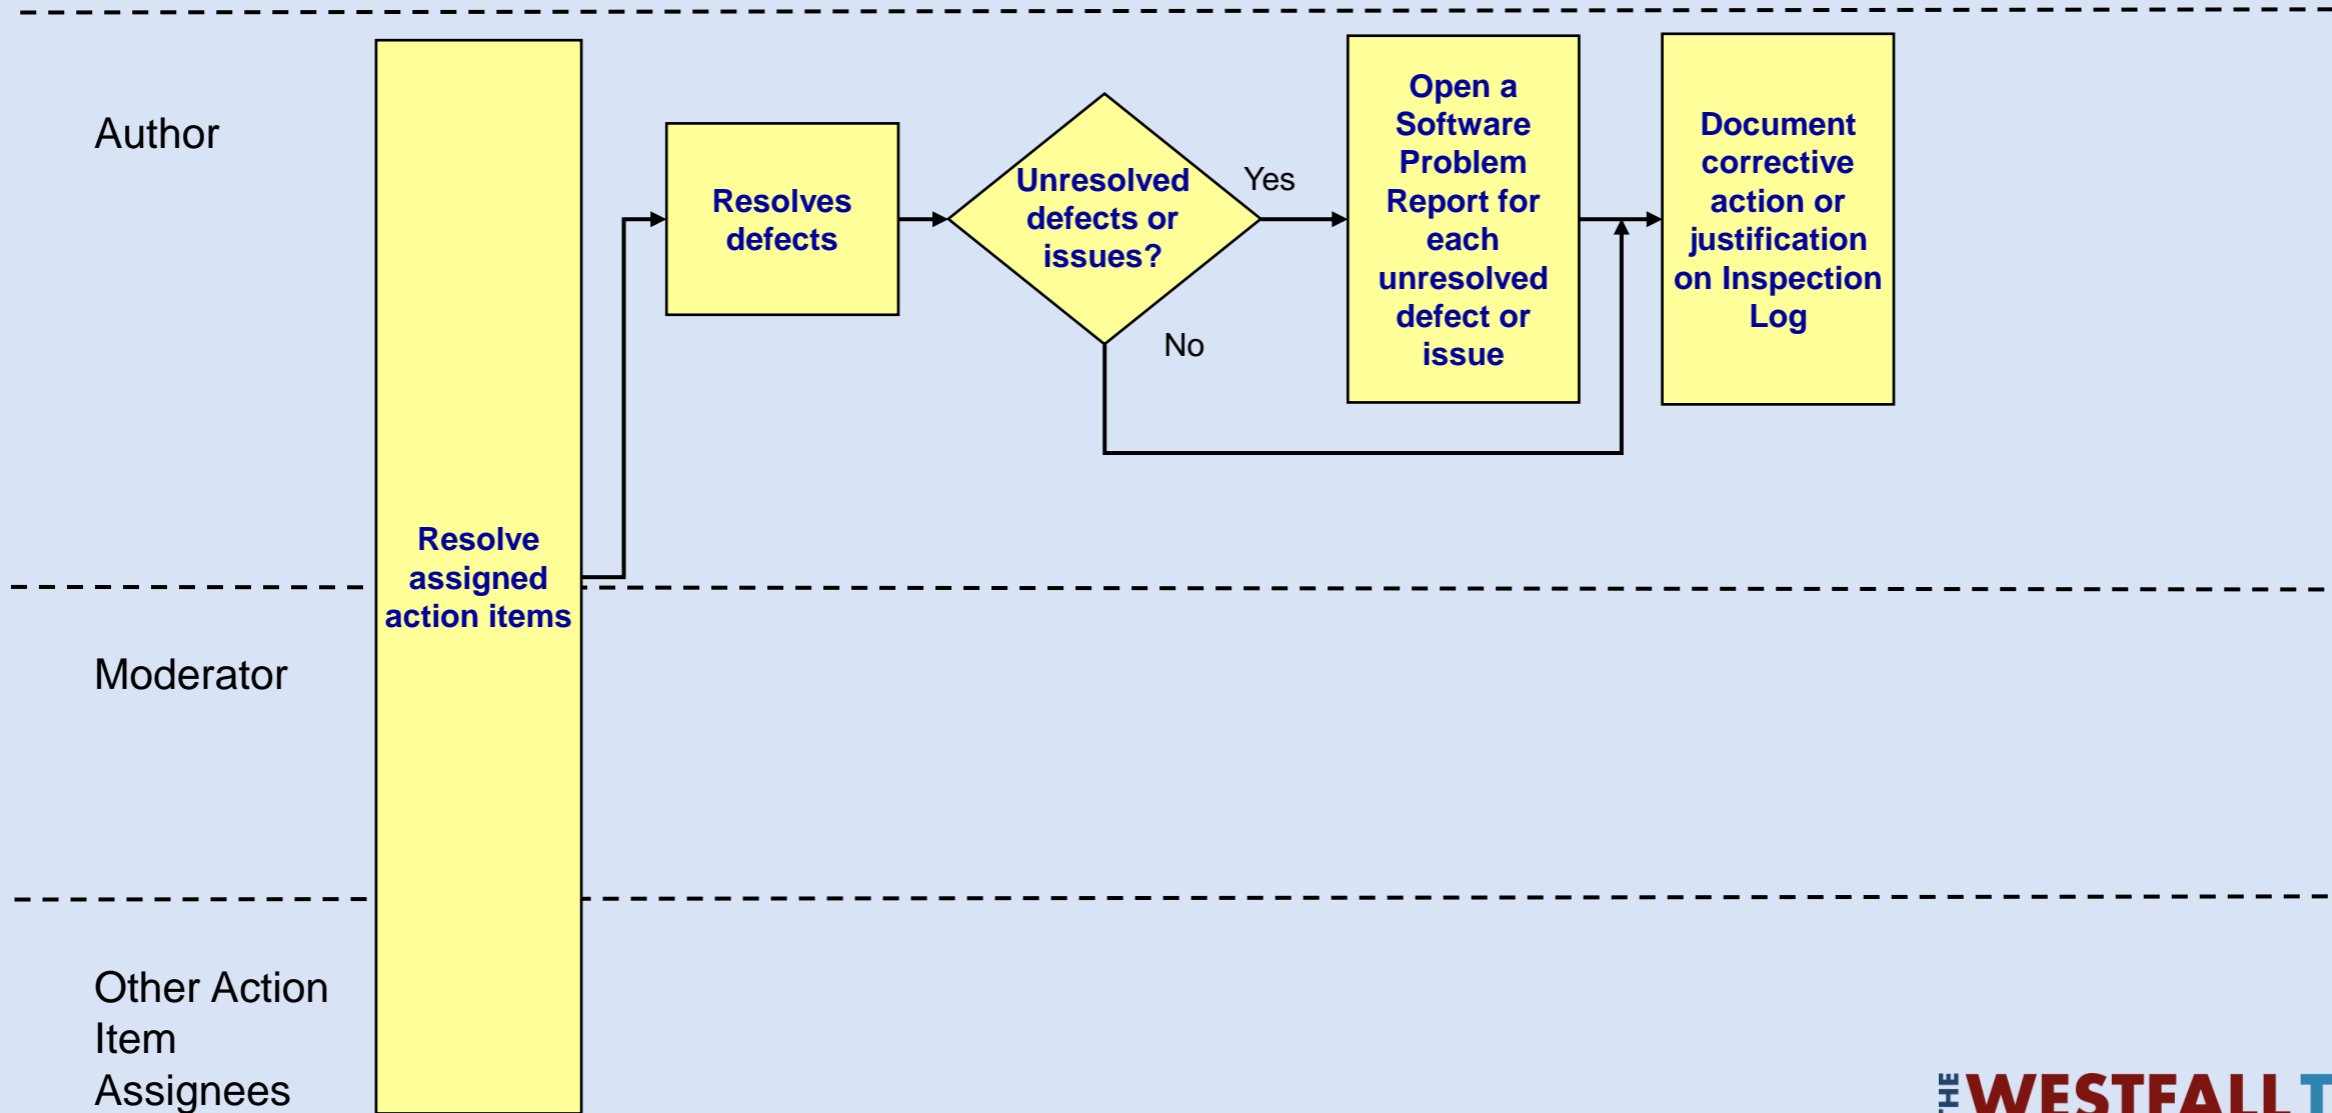 Author
Resolve
assigned
action items
Resolves
defects
Unresolved
defects or
issues?
Yes
No
Open a
Software
Problem
Report for
each
unresolved
defect or
issue
Document
corrective
action or
justification
on Inspection
Log
Moderator
Other Action
Item
Assignees
THE WESTFALL T